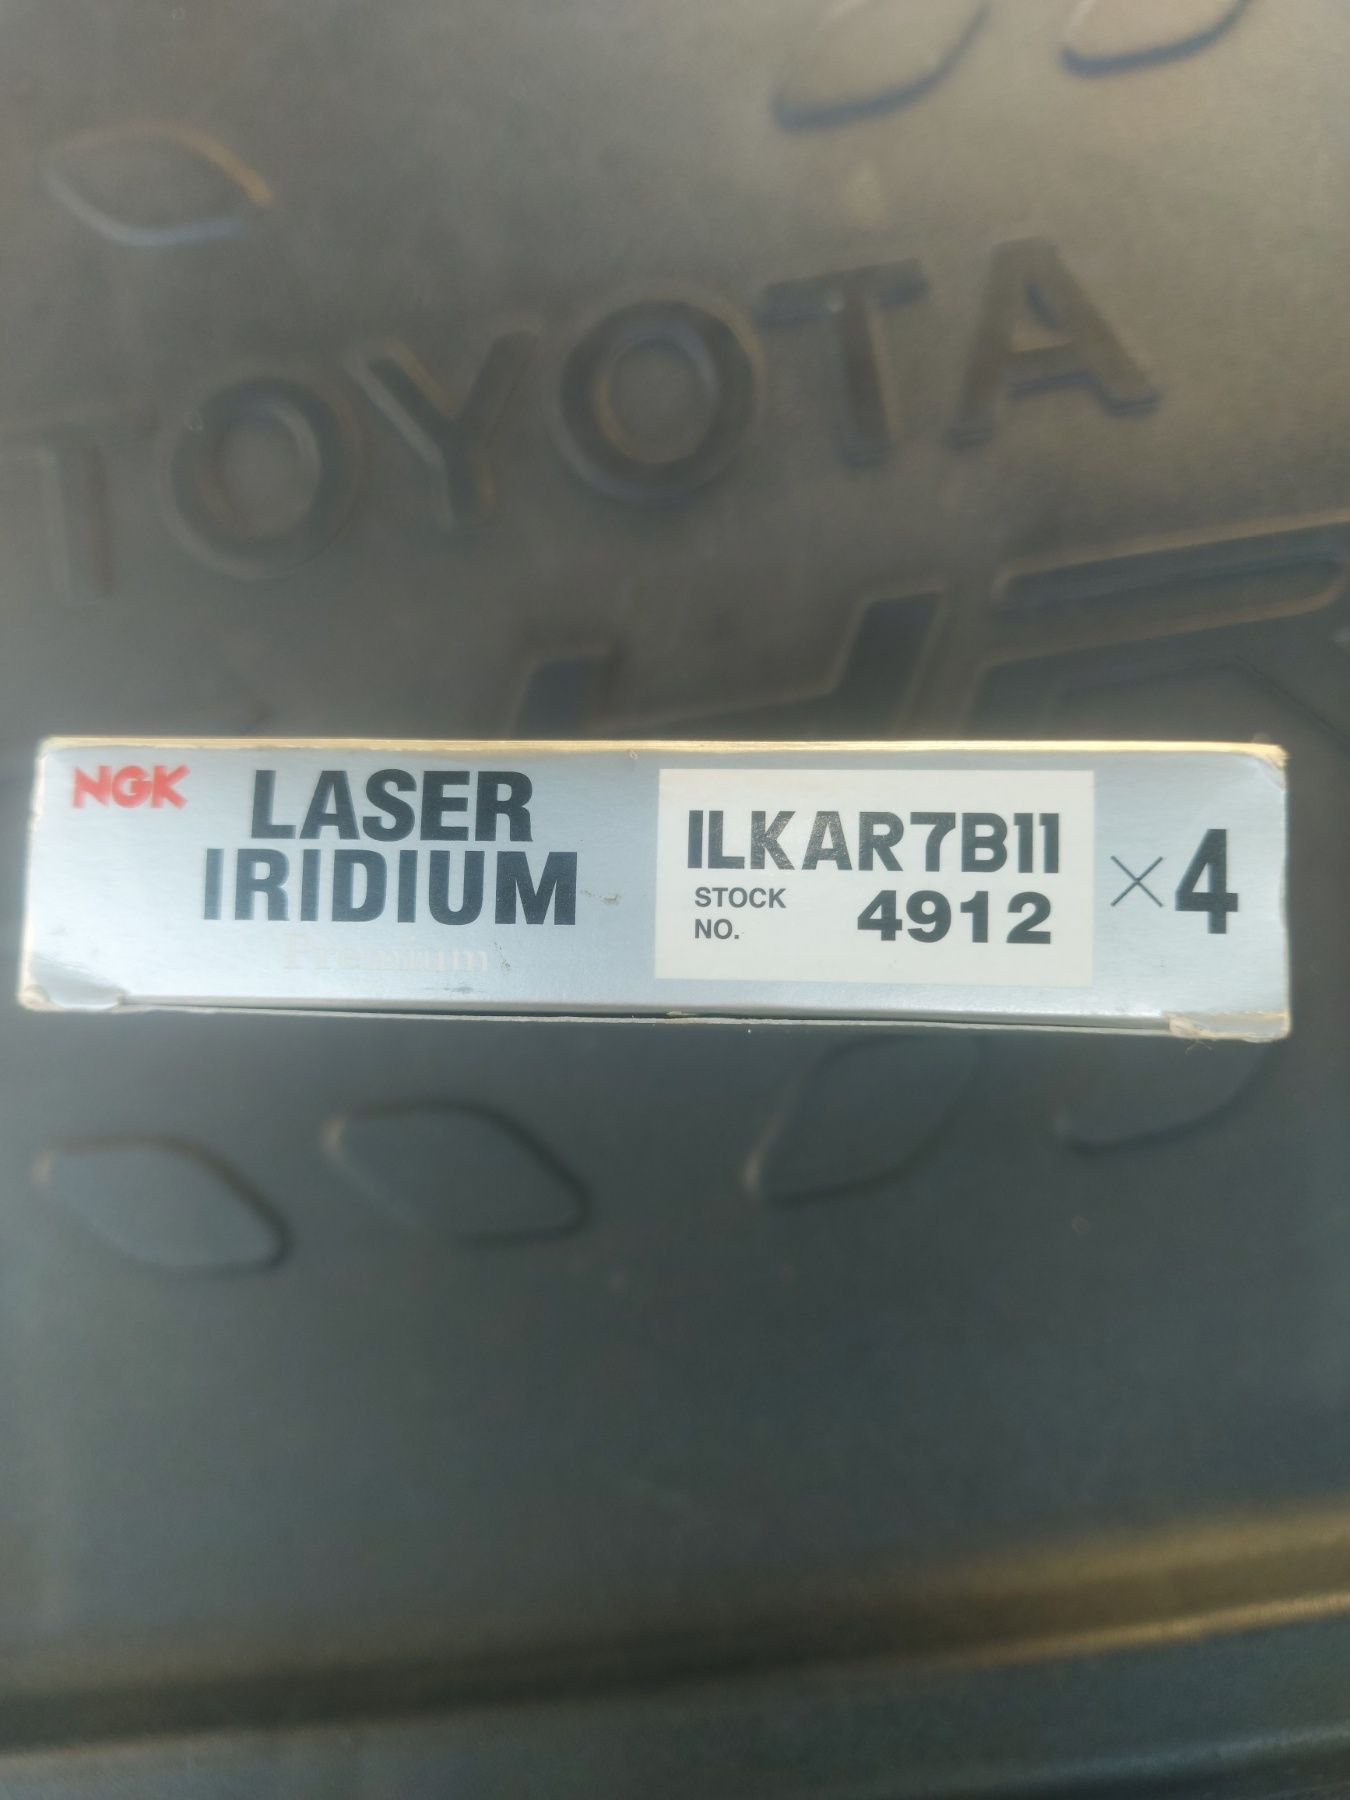 TOYOTA
NGK
LASER
IRIDIUM
Premium
ILKAR7B11
STOCK
NO.
4912
×4